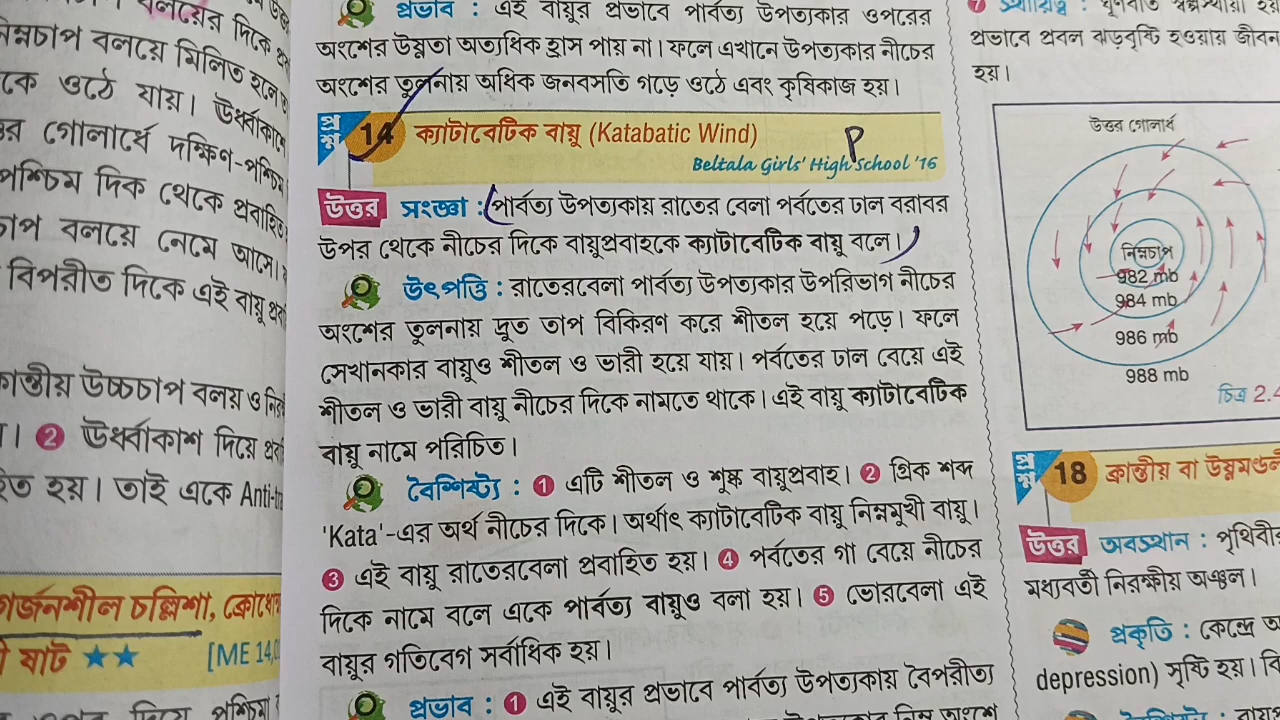 বলয়ের দিকে
নিম্নচাপ বলয়ে মিলিত হলে
কে ওঠে যায়। ঊর্ধ্বাকাশে
গোলার্ধে দক্ষিণ-পশ্চিম
পশ্চিম দিক থেকে প্রবাহিত
চাপ বলয়ে নেমে আসে।
বিপরীত দিকে এই বায়ু
উচ্চচাপ বলয় ও
। 2 ঊর্ধ্বাকাশ দিয়ে
হয়। তাই একে
গর্জনশীল চল্লিশা,
ষাট ★★ [ME 14,
প্রভাব : এই বায়ুর প্রভাবে পার্বত্য উপত্যকার ওপরের
অংশের উষ্ণতা অত্যধিক হ্রাস পায় না। ফলে এখানে উপত্যকার নীচের
অংশের তুলনায় অধিক জনবসতি গড়ে ওঠে এবং কৃষিকাজ হয়।
প্রশ্ন 14 ক্যাটাবেটিক বায়ু (Katabatic Wind)
P
Beltala Girls' High School '16
উত্তর সংজ্ঞা : পার্বত্য উপত্যকায় রাতের বেলা পর্বতের ঢাল বরাবর
উপর থেকে নীচের দিকে বায়ুপ্রবাহকে ক্যাটাবেটিক বায়ু বলে।
উৎপত্তি : রাতেরবেলা পার্বত্য উপত্যকার উপরিভাগ নীচের
অংশের তুলনায় দ্রুত তাপ বিকিরণ করে শীতল হয়ে পড়ে। ফলে
সেখানকার বায়ুও শীতল ও ভারী হয়ে যায়। পর্বতের ঢাল বেয়ে এই
শীতল ও ভারী বায়ু নীচের দিকে নামতে থাকে। এই বায়ু ক্যাটাবেটিক
বায়ু নামে পরিচিত।
বৈশিষ্ট্য : 1 এটি শীতল ও শুষ্ক বায়ুপ্রবাহ। 2 গ্রিক শব্দ
'Kata'-এর অর্থ নীচের দিকে। অর্থাৎ ক্যাটাবেটিক বায়ু নিম্নমুখী বায়ু।
3 এই বায়ু রাতেরবেলা প্রবাহিত হয়। 4 পর্বতের গা বেয়ে নীচের
দিকে নামে বলে একে পার্বত্য বায়ুও বলা হয়। 5 ভোরবেলা এই
বায়ুর গতিবেগ সর্বাধিক হয়।
প্রভাব : 1 এই বায়ুর প্রভাবে পার্বত্য উপত্যকায় বৈপরীত্য
প্রভাবে প্রবল ঝড়বৃষ্টি হওয়ায় জীবন
হয়।
উত্তর গোলার্ধ
নিম্নচাপ
982 mb
984 mb
986 mb
988 mb
চিত্র 2.4
প্রশ্ন 18 ক্রান্তীয় বা
উত্তর অবস্থান :
মধ্যবর্তী নিরক্ষীয় অঞ্চল।
প্রকৃতি : কেন্দ্রে
depression) সৃষ্টি হয়।